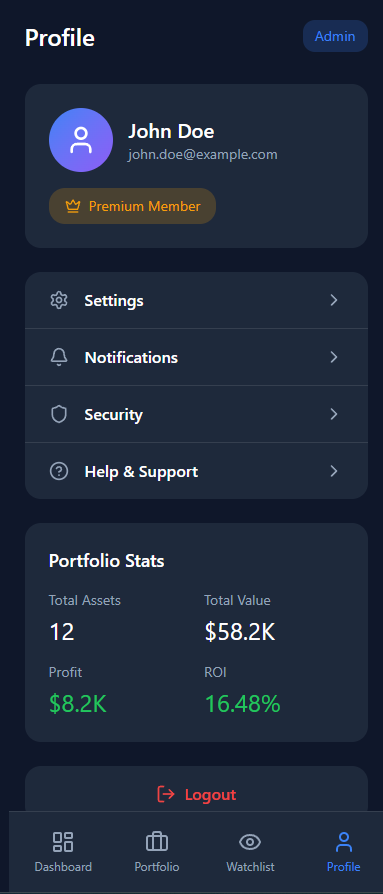 Profile
Admin
John Doe
john.doe@example.com
Premium Member
Settings
Notifications
Security
Help & Support
Portfolio Stats
Total Assets
Total Value
12
$58.2K
Profit
ROI
$8.2K
16.48%
Logout
Dashboard
Portfolio
Watchlist
Profile